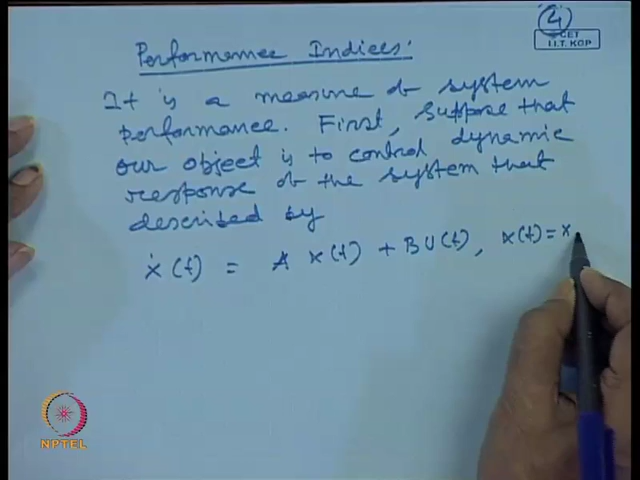 4
CET
I.I.T. KGP
Performance Indices:
It is a measure of system
performance. First, suppose that
our object is to control dynamic
response of the system that
described by
ẋ(t) = A x(t) + B U(t), x(t) = x
NPTEL